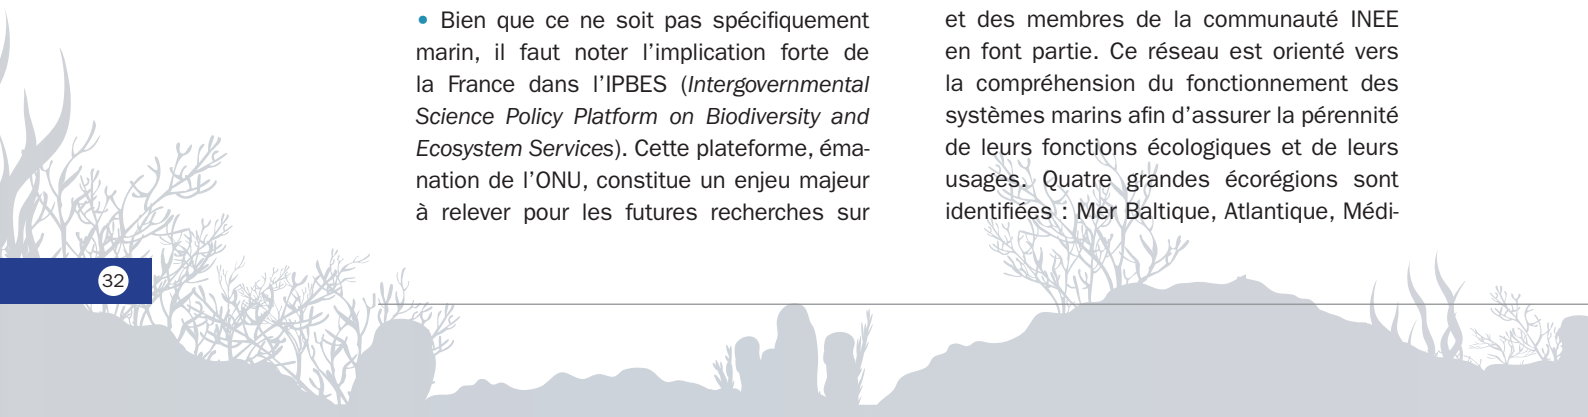 • Bien que ce ne soit pas spécifiquement
marin, il faut noter l’implication forte de
la France dans l’IPBES (Intergovernmental
Science Policy Platform on Biodiversity and
Ecosystem Services). Cette plateforme, éma-
nation de l’ONU, constitue un enjeu majeur
à relever pour les futures recherches sur
et des membres de la communauté INEE
en font partie. Ce réseau est orienté vers
la compréhension du fonctionnement des
systèmes marins afin d’assurer la pérennité
de leurs fonctions écologiques et de leurs
usages. Quatre grandes écorégions sont
identifiées : Mer Baltique, Atlantique, Médi-
32